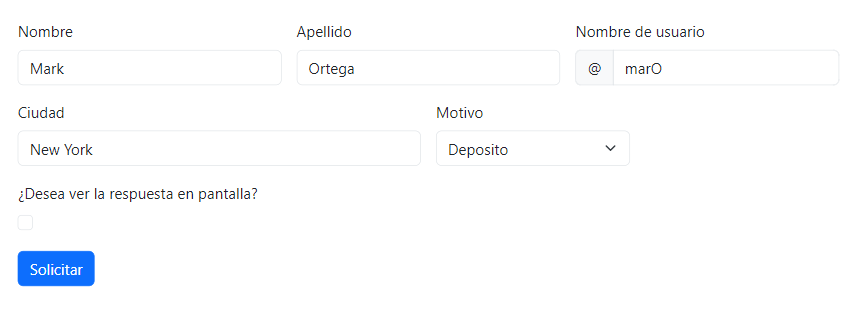 Nombre Apellido Nombre de usuario
Mark Ortega @ marO
Ciudad Motivo
New York Deposito
¿Desea ver la respuesta en pantalla?
Solicitar